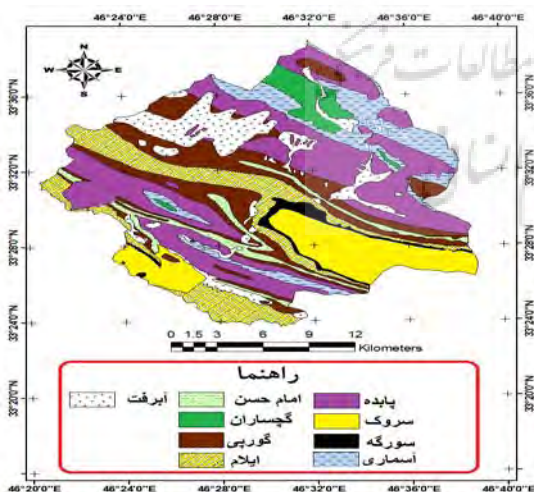 46°24'0"E 46°28'0"E 46°32'0"E 46°36'0"E 46°40'0"E
N
W E
S
مطالعات فرهنگی
33°36'0"N 33°36'0"N
33°32'0"N 33°32'0"N
33°28'0"N 33°28'0"N
33°24'0"N 33°24'0"N
0 1.5 3 6 9 12
Kilometers
راهنما
پابده امام حسن آبرفت
سروک گچساران
سورگه گورپی
آسماری ایلام
33°20'0"N 33°20'0"N
46°20'0"E 46°24'0"E 46°28'0"E 46°32'0"E 46°36'0"E 46°40'0"E